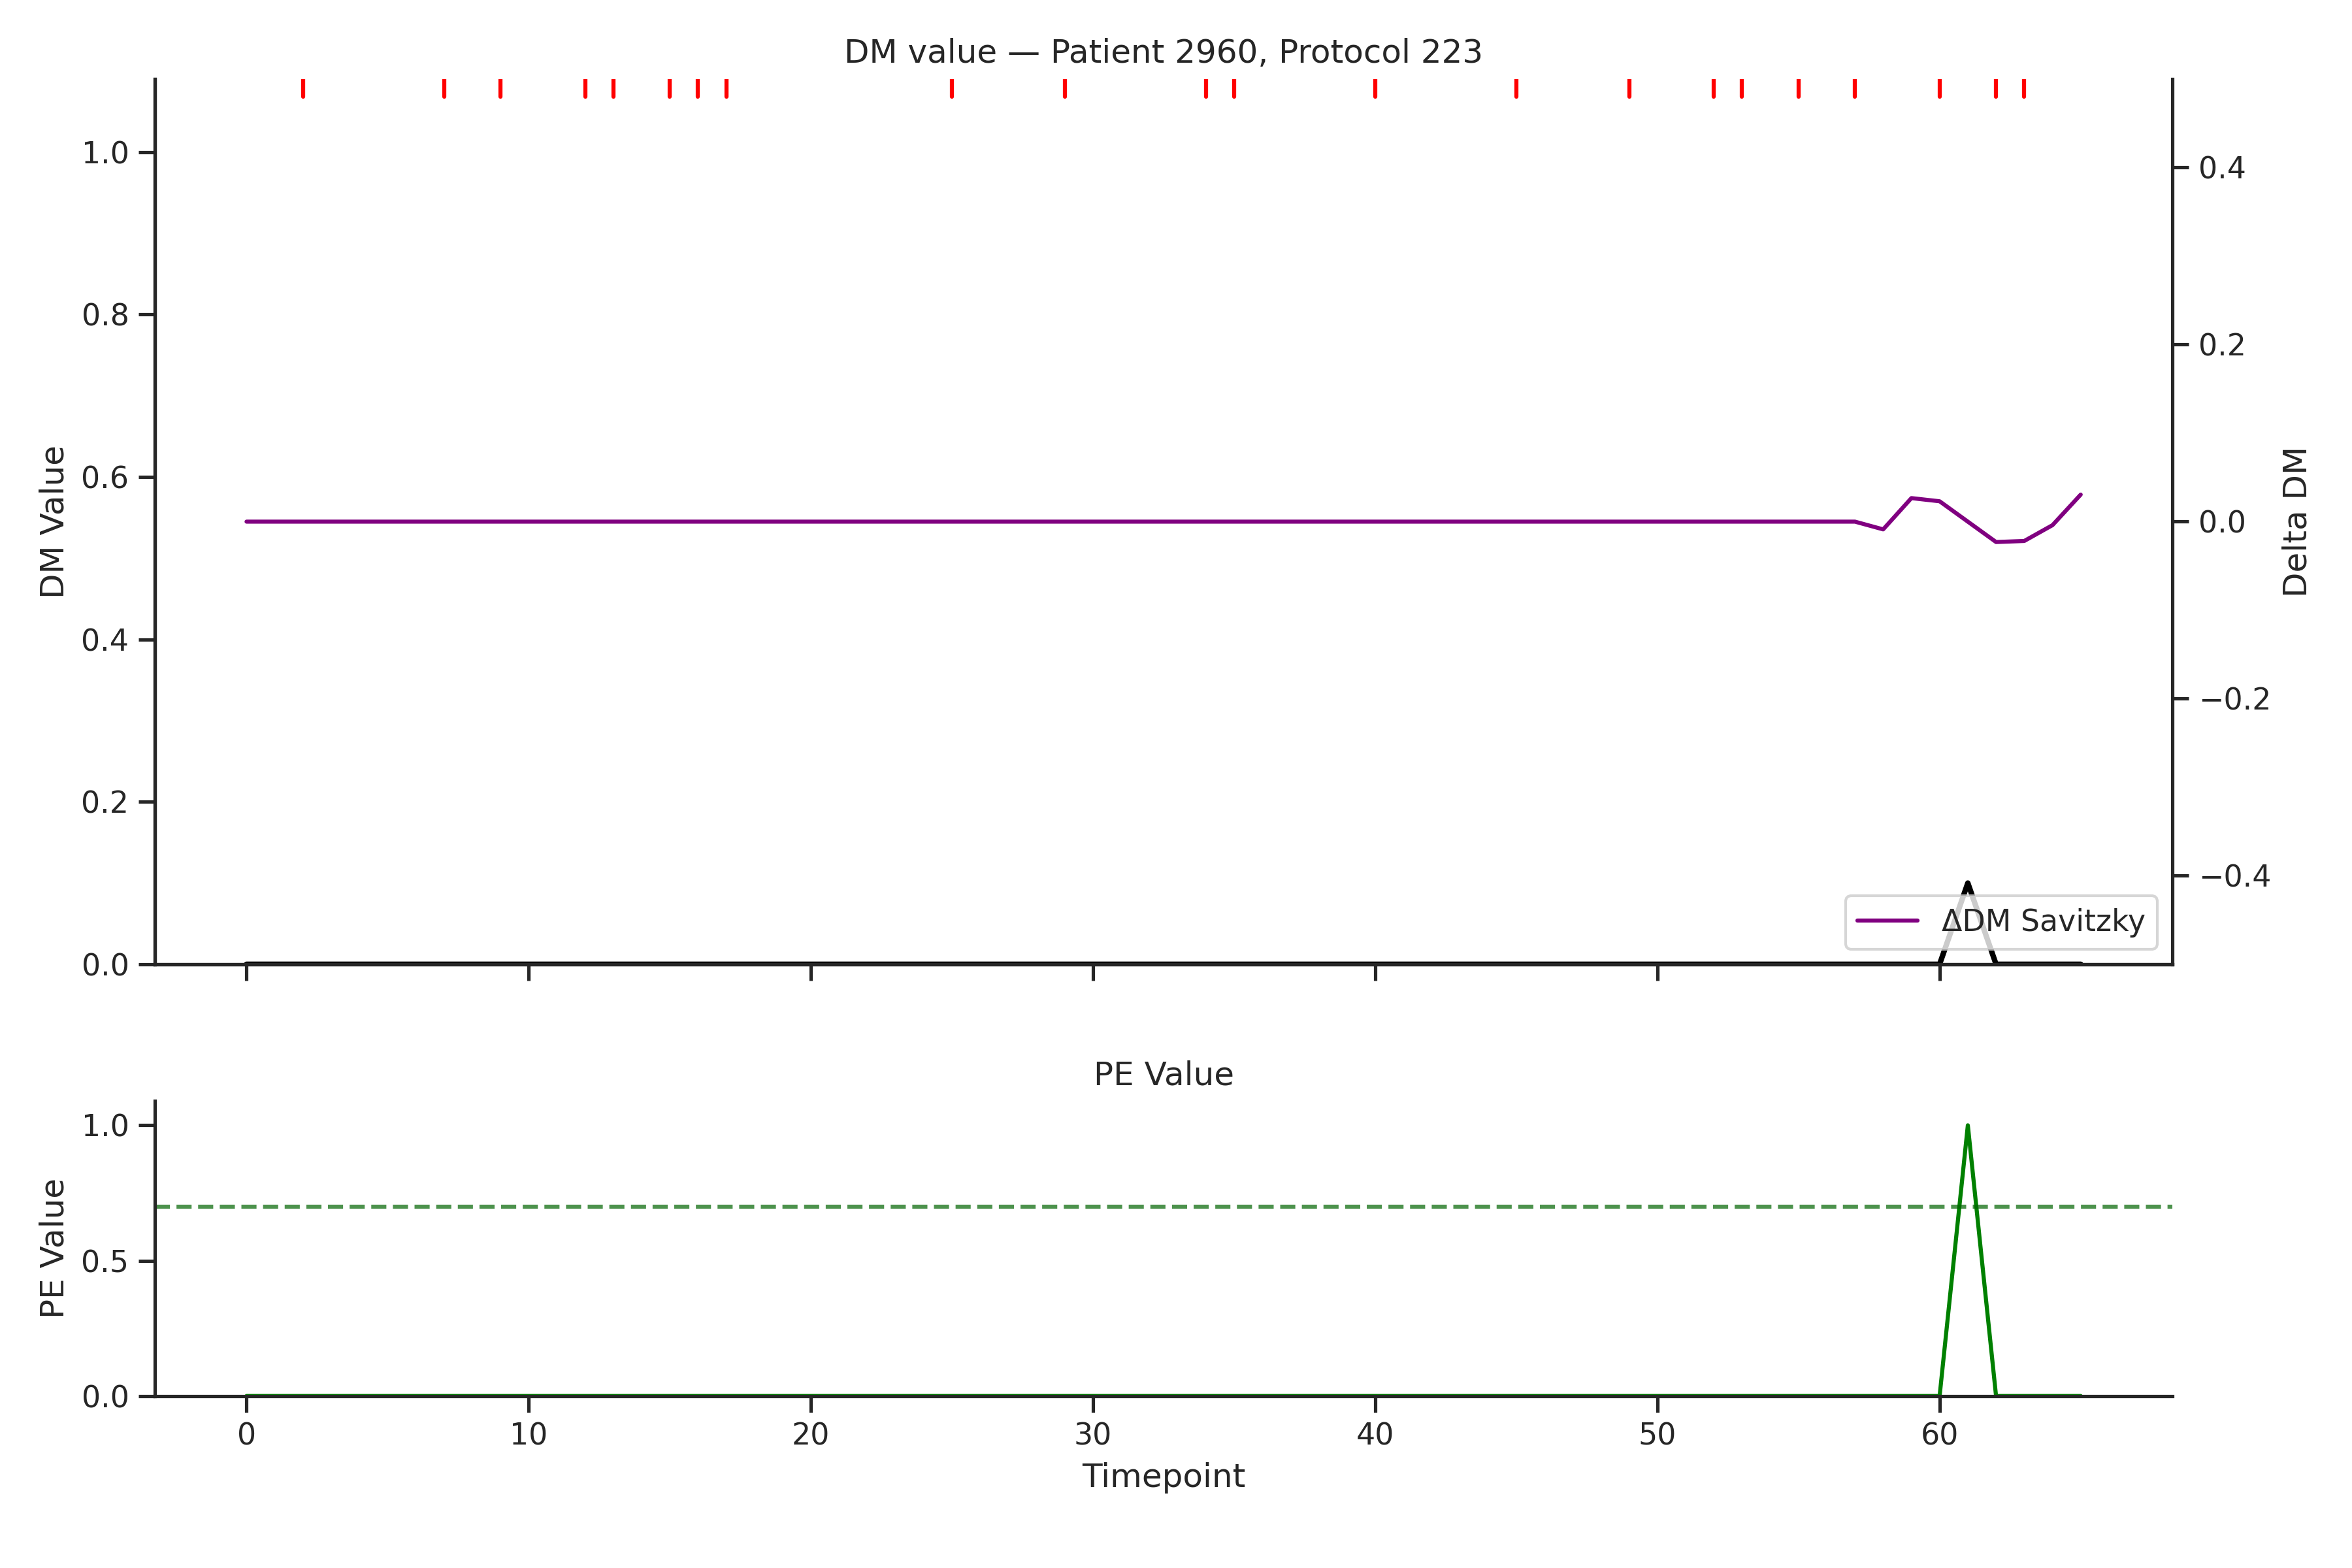 DM value — Patient 2960, Protocol 223
1.0
0.8
0.6
0.4
0.2
0.0
DM Value
0.4
0.2
0.0
−0.2
−0.4
Delta DM
ΔDM Savitzky
PE Value
1.0
0.5
0.0
PE Value
0 10 20 30 40 50 60
Timepoint